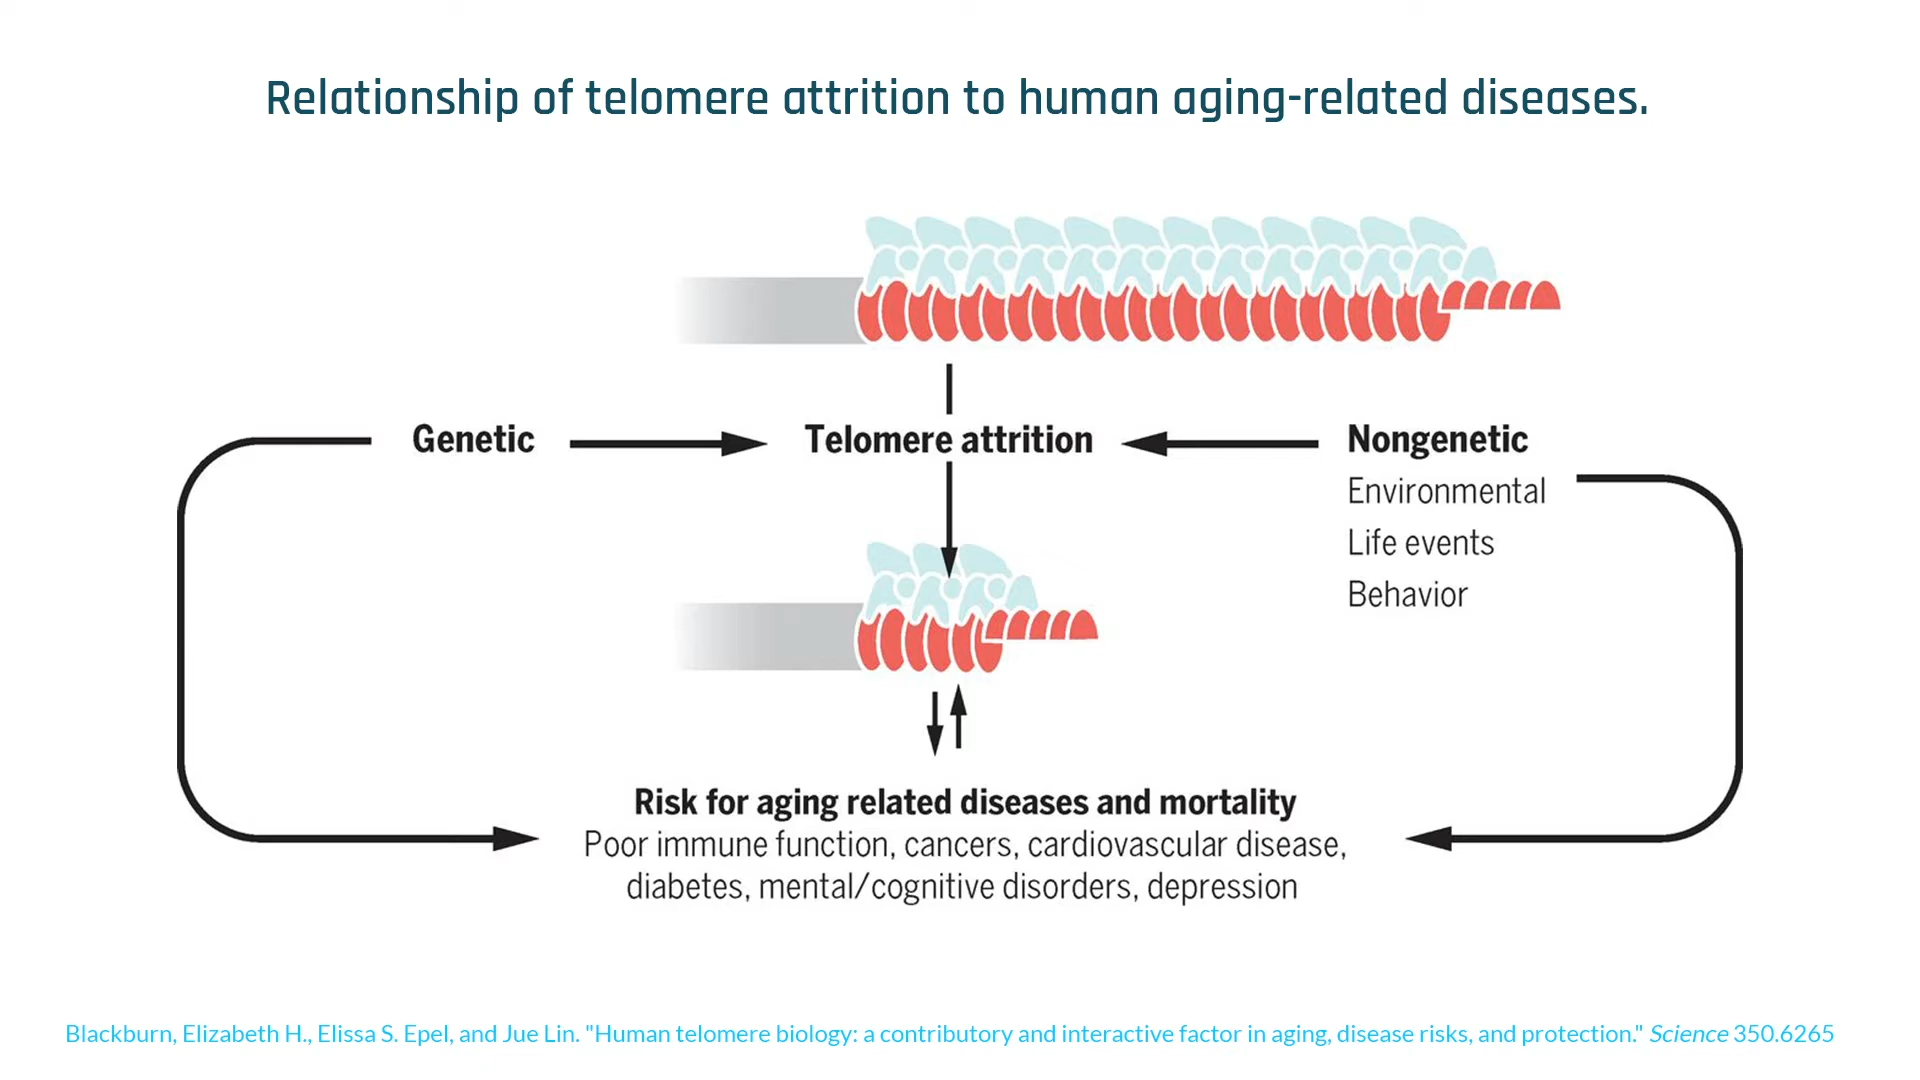 Relationship of telomere attrition to human aging-related diseases.
Genetic
Telomere attrition
Nongenetic
Environmental
Life events
Behavior
Risk for aging related diseases and mortality
Poor immune function, cancers, cardiovascular disease,
diabetes, mental/cognitive disorders, depression
Blackburn, Elizabeth H., Elissa S. Epel, and Jue Lin. "Human telomere biology: a contributory and interactive factor in aging, disease risks, and protection." Science 350.6265